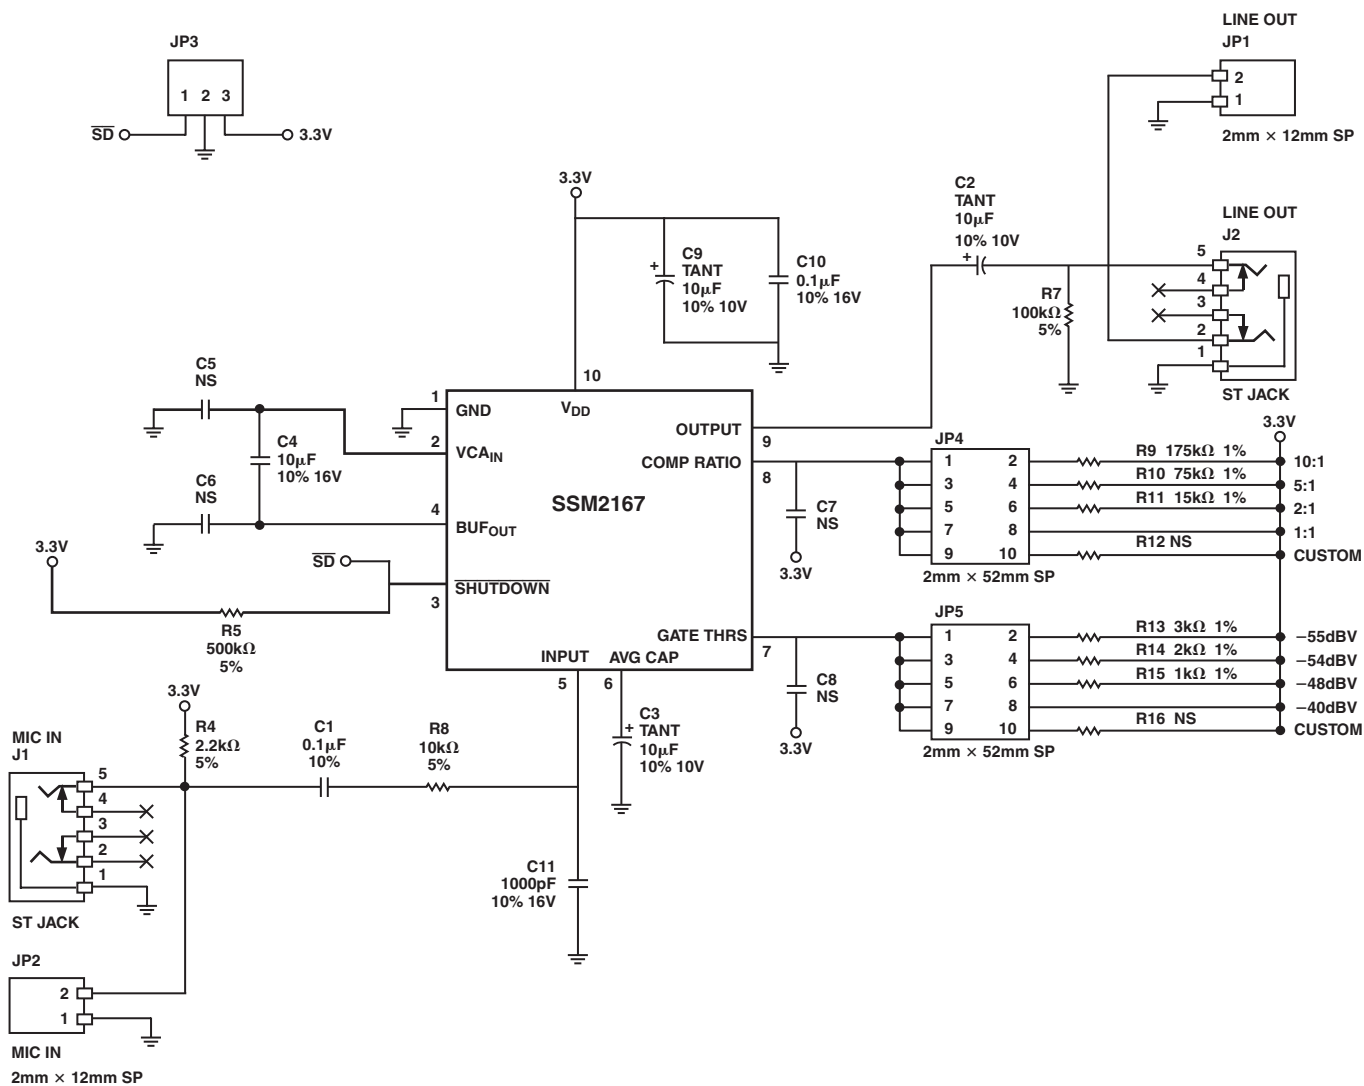 JP3
1 2 3
SD
3.3V
LINE OUT
JP1
2
1
2mm × 12mm SP
3.3V
C9
TANT
10µF
10% 10V
+
C10
0.1µF
10% 16V
C2
TANT
10µF
10% 10V
+
R7
100kΩ
5%
LINE OUT
J2
5
4
3
2
1
ST JACK
C5
NS
C4
10µF
10% 16V
C6
NS
3.3V
SD
R5
500kΩ
5%
SSM2167
1
GND
2
VCAIN
4
BUFOUT
SHUTDOWN
3
10
VDD
OUTPUT
9
COMP RATIO
8
GATE THRS
7
INPUT
5
AVG CAP
6
C7
NS
3.3V
JP4
1 2
3 4
5 6
7 8
9 10
2mm × 52mm SP
3.3V
R9 175kΩ 1%
10:1
R10 75kΩ 1%
5:1
R11 15kΩ 1%
2:1
1:1
R12 NS
CUSTOM
C8
NS
3.3V
JP5
1 2
3 4
5 6
7 8
9 10
2mm × 52mm SP
R13 3kΩ 1%
–55dBV
R14 2kΩ 1%
–54dBV
R15 1kΩ 1%
–48dBV
–40dBV
R16 NS
CUSTOM
3.3V
R4
2.2kΩ
5%
C1
0.1µF
10%
R8
10kΩ
5%
C3
TANT
10µF
10% 10V
+
C11
1000pF
10% 16V
MIC IN
J1
5
4
3
2
1
ST JACK
JP2
2
1
MIC IN
2mm × 12mm SP